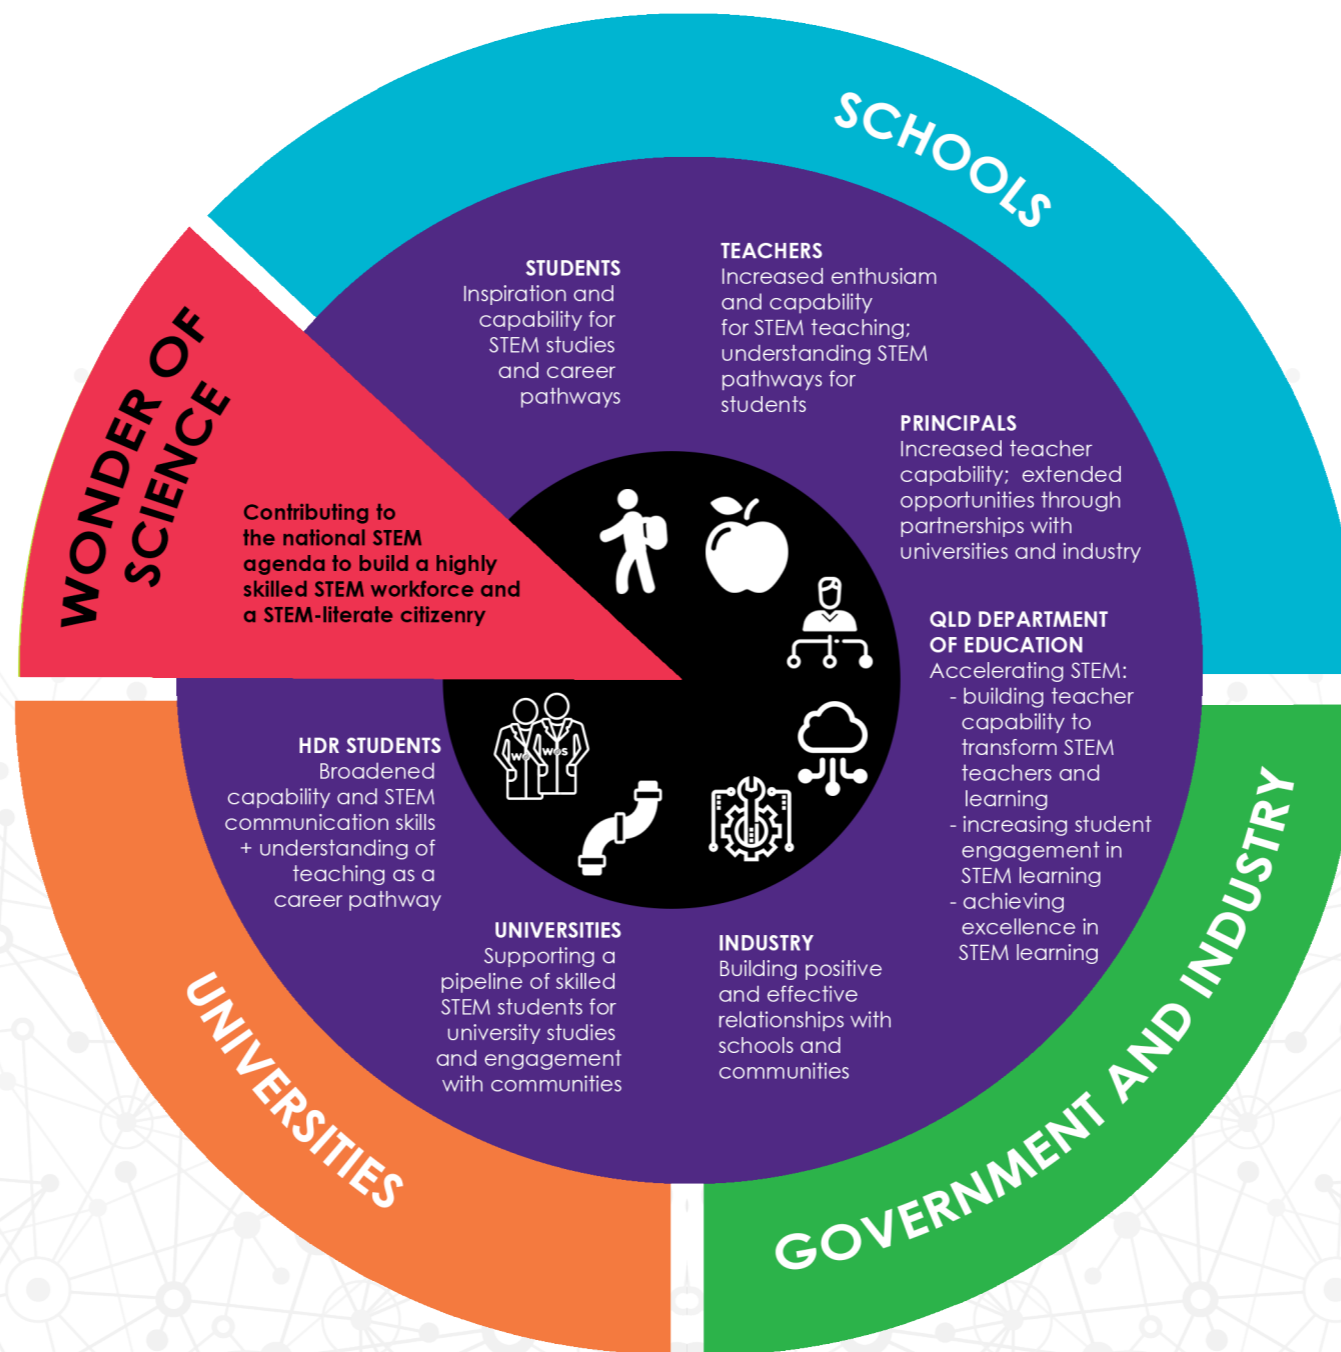 SCHOOLS
STUDENTS
Inspiration and
capability for
STEM studies
and career
pathways
TEACHERS
Increased enthusiam
and capability
for STEM teaching;
understanding STEM
pathways for
students
PRINCIPALS
Increased teacher
capability; extended
opportunities through
partnerships with
universities and industry
QLD DEPARTMENT
OF EDUCATION
Accelerating STEM:
- building teacher
capability to
transform STEM
teachers and
learning
- increasing student
engagement in
STEM learning
- achieving
excellence in
STEM learning
GOVERNMENT AND INDUSTRY
INDUSTRY
Building positive
and effective
relationships with
schools and
communities
UNIVERSITIES
Supporting a
pipeline of skilled
STEM students for
university studies
and engagement
with communities
UNIVERSITIES
HDR STUDENTS
Broadened
capability and STEM
communication skills
+ understanding of
teaching as a
career pathway
WO
WOS
WONDER OF
SCIENCE
Contributing to
the national STEM
agenda to build a highly
skilled STEM workforce and
a STEM-literate citizenry